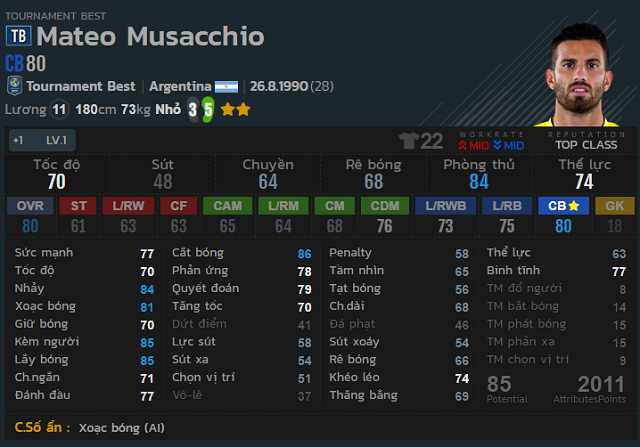 TOURNAMENT BEST
TB Mateo Musacchio
CB 80
Tournament Best Argentina 26.8.1990 (28)
Lương 11 180cm 73kg Nhỏ 3 5
+1 LV.1 22 WORKRATE MID MID REPUTATION TOP CLASS
Tốc độ Sút Chuyền Rê bóng Phòng thủ Thể lực
70 48 64 68 84 74
OVR ST L/RW CF CAM L/RM CM CDM L/RWB L/RB CB GK
80 61 63 63 65 64 68 76 73 75 80 18
Sức mạnh 77 Cắt bóng 86 Penalty 58 Thể lực 63
Tốc độ 70 Phản ứng 78 Tầm nhìn 65 Bình tĩnh 77
Nhảy 84 Quyết đoán 79 Tạt bóng 56 TM đổ người 8
Xoạc bóng 81 Tăng tốc 70 Ch.dài 68 TM bắt bóng 14
Giữ bóng 70 Dứt điểm 41 Đá phạt 46 TM phát bóng 15
Kèm người 85 Lực sút 58 Sút xoáy 54 TM phản xạ 15
Lấy bóng 85 Sút xa 54 Rê bóng 66 TM chọn vị trí 9
Ch.ngắn 71 Chọn vị trí 51 Khéo léo 74 85 2011
Đánh đầu 77 Vô-lê 37 Thăng bằng 69 Potential AttributesPoints
C.Số ẩn : Xoạc bóng (AI)